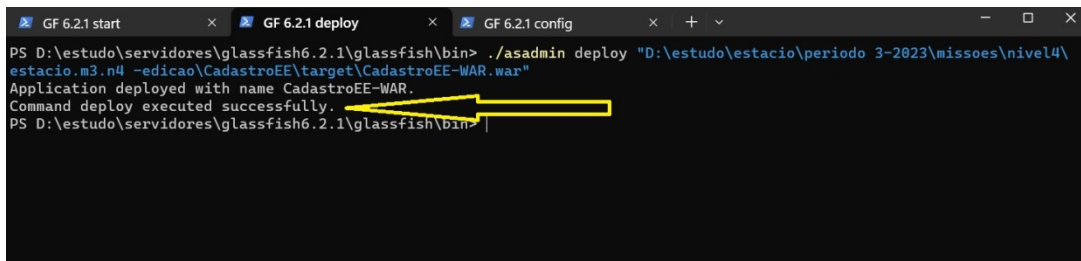 GF 6.2.1 start
GF 6.2.1 deploy
GF 6.2.1 config
PS D:\estudo\servidores\glassfish6.2.1\glassfish\bin> ./asadmin deploy "D:\estudo\estacio\periodo 3-2023\missoes\nivel4\
estacio.m3.n4 -edicao\CadastroEE\target\CadastroEE-WAR.war"
Application deployed with name CadastroEE-WAR.
Command deploy executed successfully.
PS D:\estudo\servidores\glassfish6.2.1\glassfish\bin>